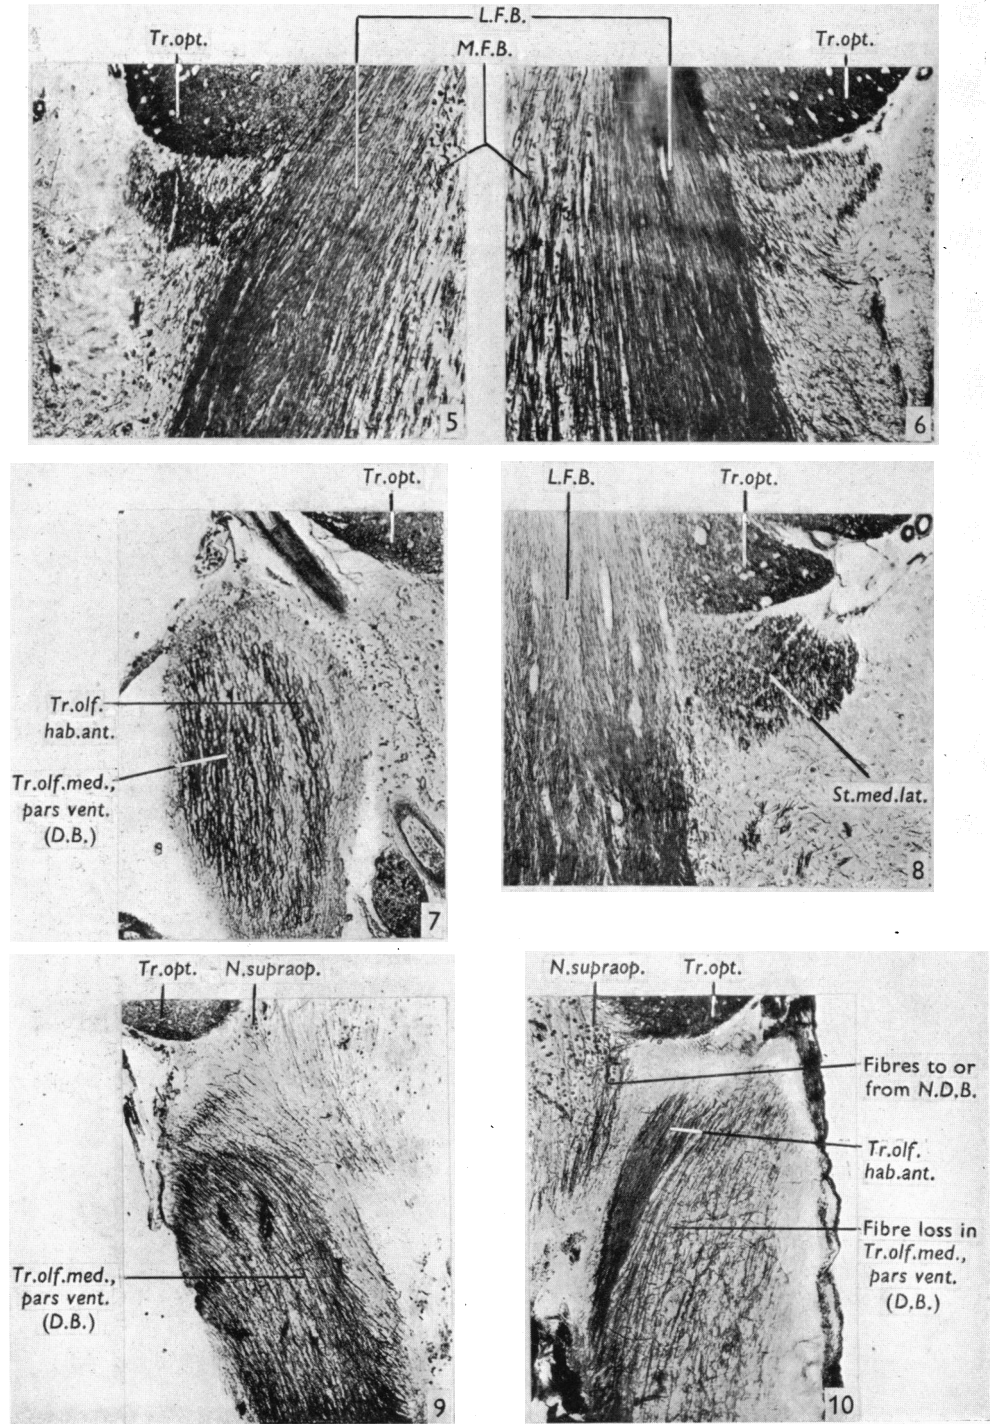 L.F.B.
Tr.opt.
M.F.B.
Tr.opt.
5
6
Tr.opt.
L.F.B.
Tr.opt.
Tr.olf.
hab.ant.
Tr.olf.med.,
pars vent.
(D.B.)
7
St.med.lat.
8
Tr.opt.
N.supraop.
Tr.olf.med.,
pars vent.
(D.B.)
9
N.supraop.
Tr.opt.
Fibres to or
from N.D.B.
Tr.olf.
hab.ant.
Fibre loss in
Tr.olf.med.,
pars vent.
(D.B.)
10